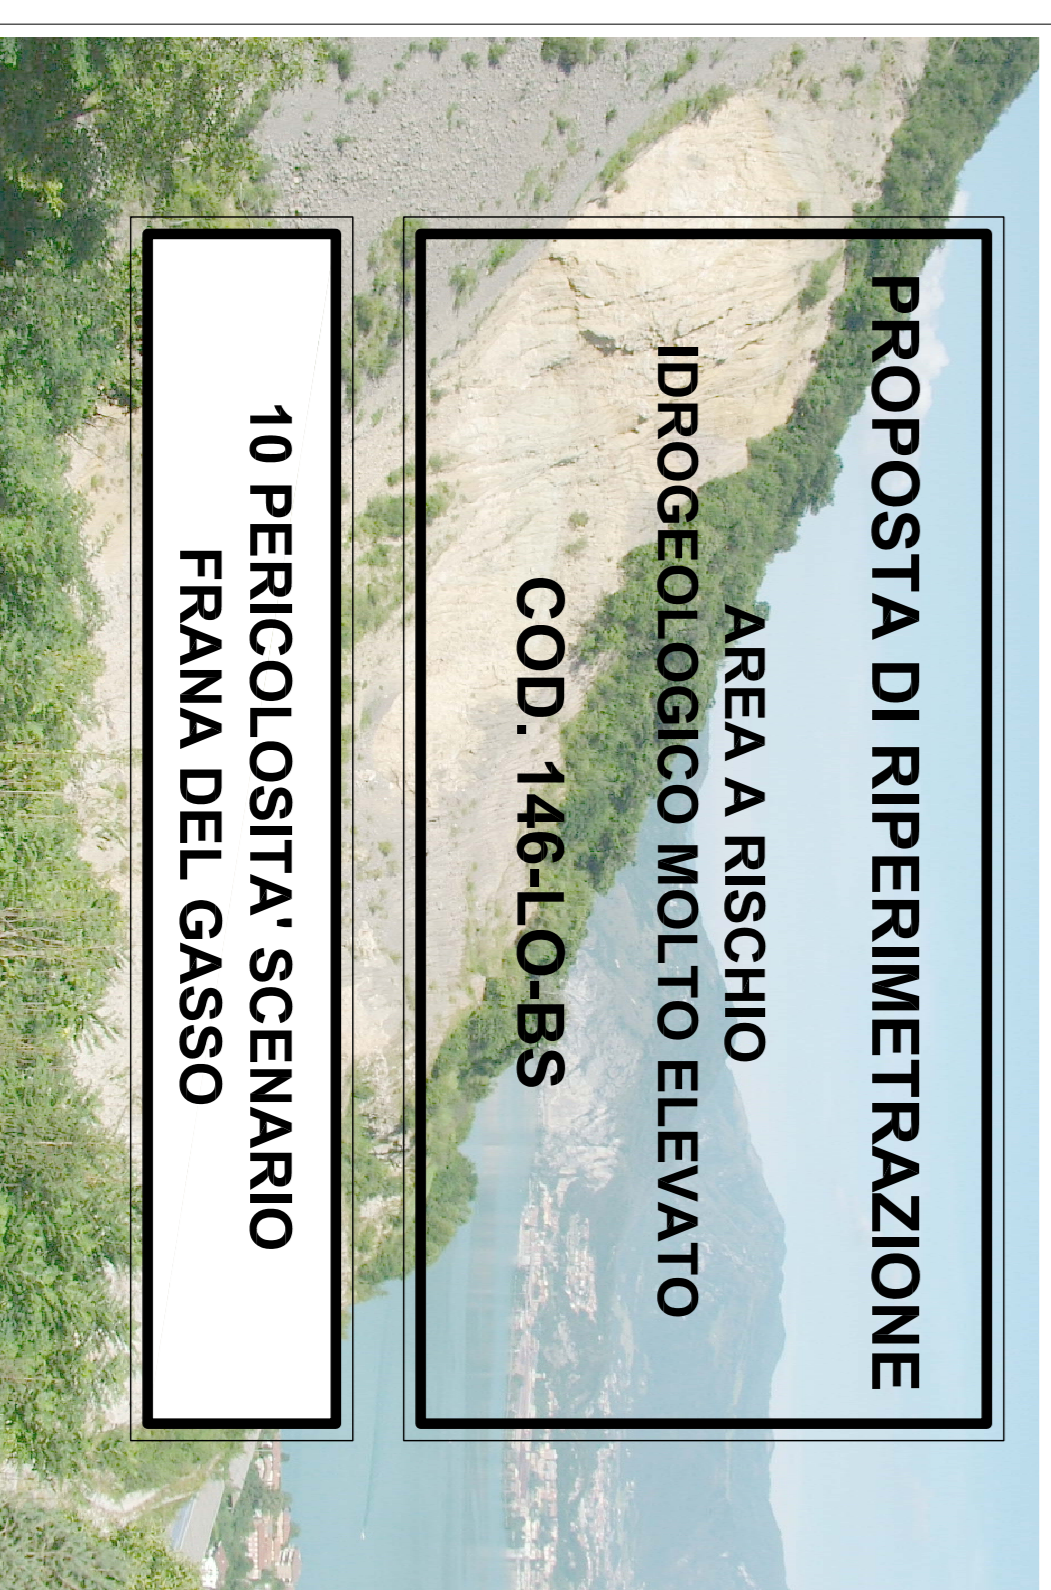 PROPOSTA DI RIPERIMETRAZIONE
AREA A RISCHIO
IDROGEOLOGICO MOLTO ELEVATO
COD. 146-LO-BS
10 PERICOLOSITA' SCENARIO
FRANA DEL GASSO